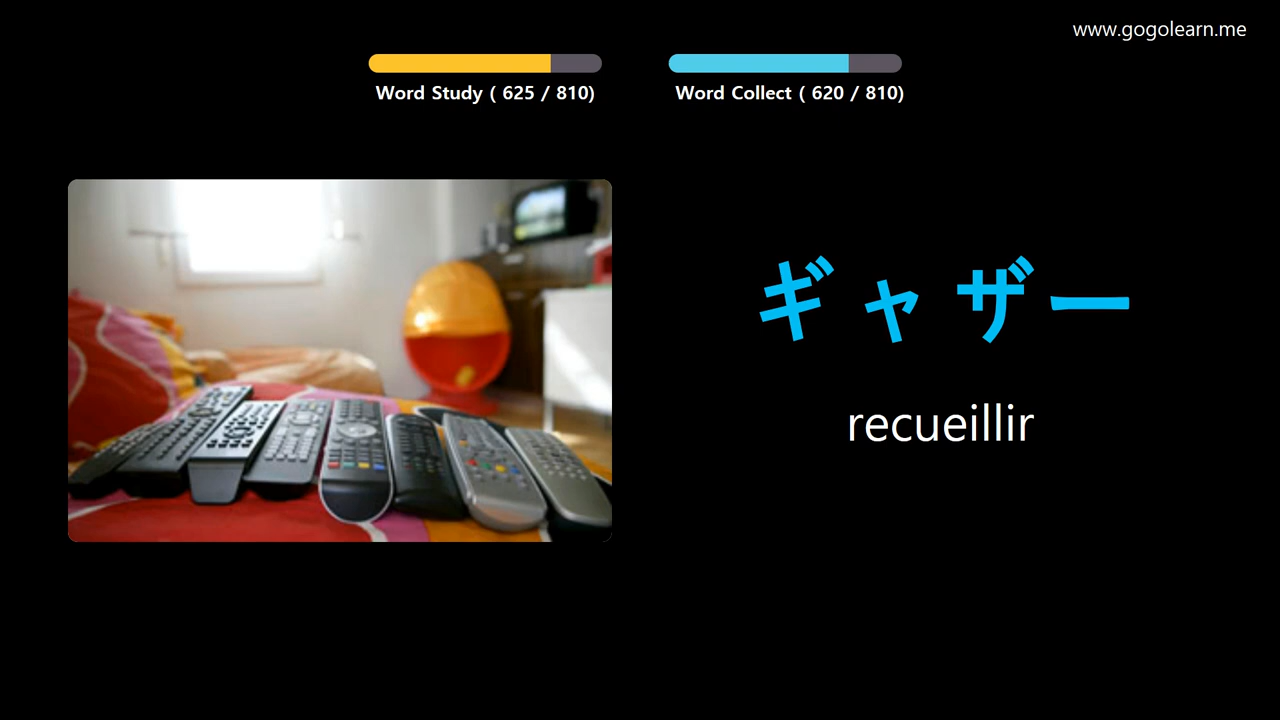 www.gogolearn.me
Word Study ( 625 / 810)
Word Collect ( 620 / 810)
ギャザー
recueillir